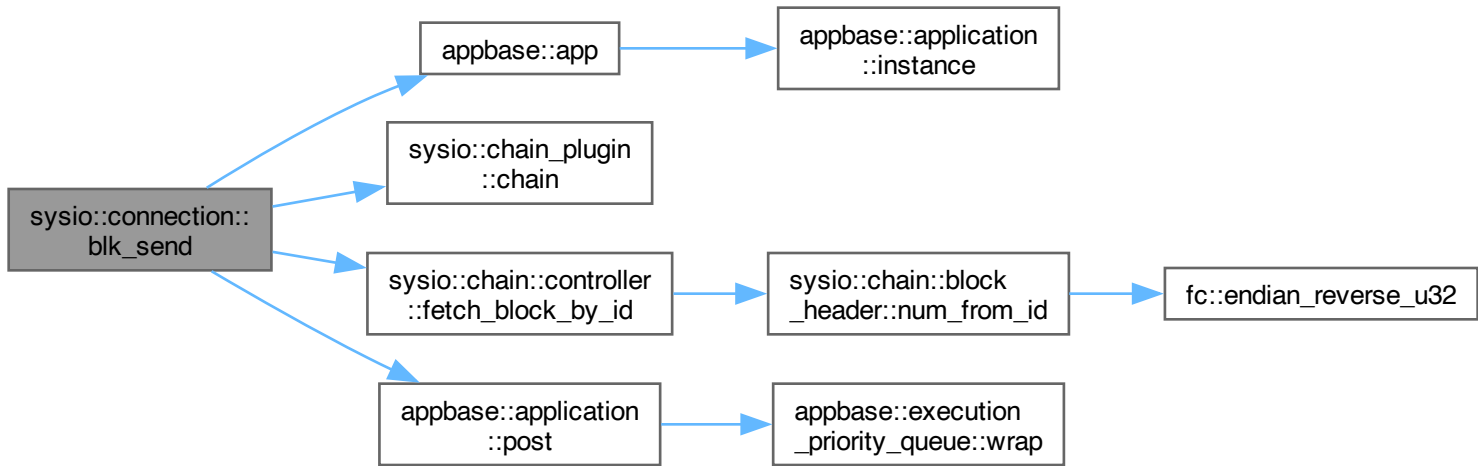 appbase::app
appbase::application
::instance
sysio::chain_plugin
::chain
sysio::connection::
blk_send
sysio::chain::controller
::fetch_block_by_id
sysio::chain::block
_header::num_from_id
fc::endian_reverse_u32
appbase::application
::post
appbase::execution
_priority_queue::wrap